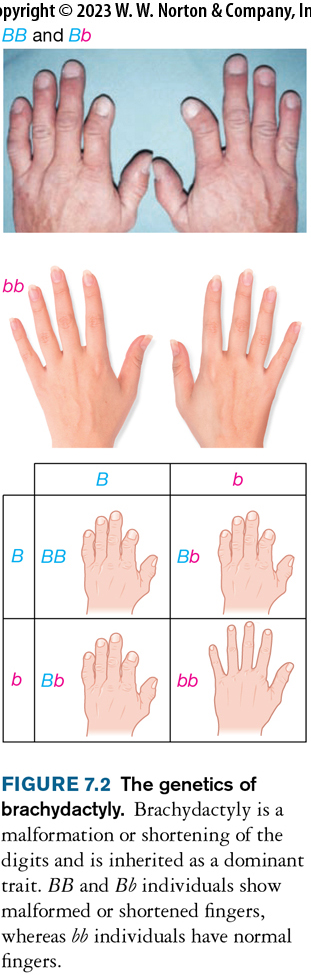 opyright © 2023 W. W. Norton & Company, In
BB and Bb
bb
B b
B BB Bb
b Bb bb
FIGURE 7.2 The genetics of
brachydactyly. Brachydactyly is a
malformation or shortening of the
digits and is inherited as a dominant
trait. BB and Bb individuals show
malformed or shortened fingers,
whereas bb individuals have normal
fingers.